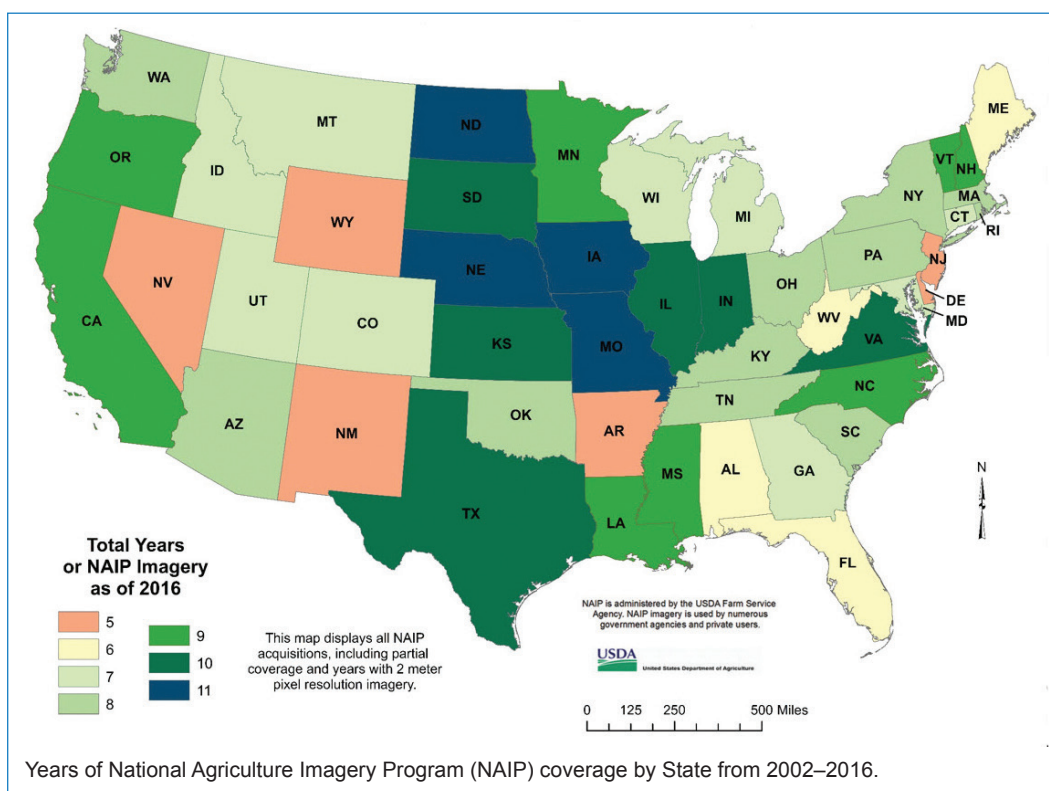 WA
MT
ND
MN
ME
OR
ID
SD
WI
MI
VT
NH
NY
MA
CT
RI
WY
NE
IA
PA
NJ
NV
UT
CO
IL
IN
OH
DE
MD
WV
VA
CA
KS
MO
KY
NC
AZ
NM
OK
AR
TN
SC
TX
MS
AL
GA
LA
FL
N
Total Years
or NAIP Imagery
as of 2016
5
6
7
8
9
10
11
This map displays all NAIP
acquisitions, including partial
coverage and years with 2 meter
pixel resolution imagery.
NAIP is administered by the USDA Farm Service
Agency. NAIP imagery is used by numerous
government agencies and private users.
USDA
United States Department of Agriculture
0 125 250 500 Miles
Years of National Agriculture Imagery Program (NAIP) coverage by State from 2002–2016.